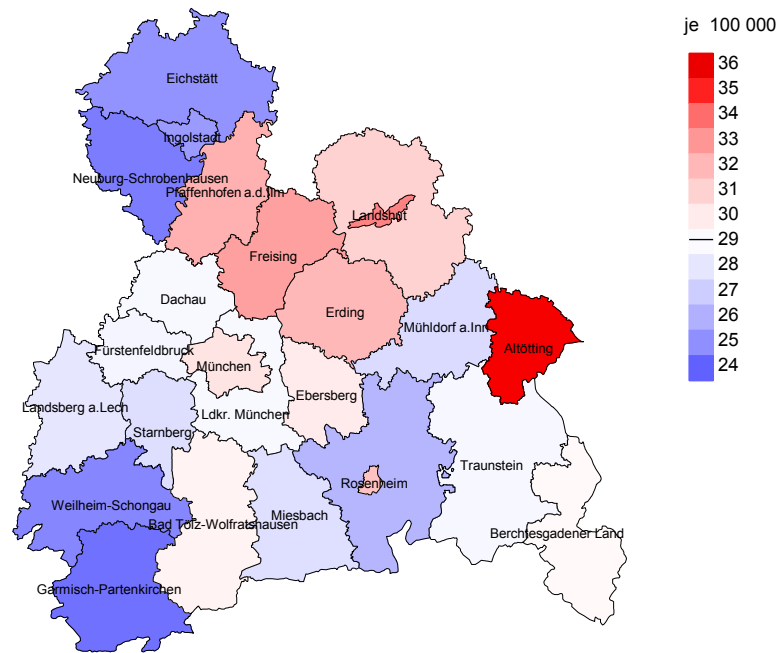 je 100 000
36
35
34
33
32
31
30
29
28
27
26
25
24
Eichstätt
Ingolstadt
Neuburg-Schrobenhausen
Pfaffenhofen a.d.Ilm
Landshut
Freising
Dachau
Erding
Mühldorf a.Inn
Altötting
Fürstenfeldbruck
München
Ebersberg
Landsberg a.Lech
Ldkr. München
Starnberg
Traunstein
Rosenheim
Weilheim-Schongau
Miesbach
Bad Tölz-Wolfratshausen
Berchtesgadener Land
Garmisch-Partenkirchen